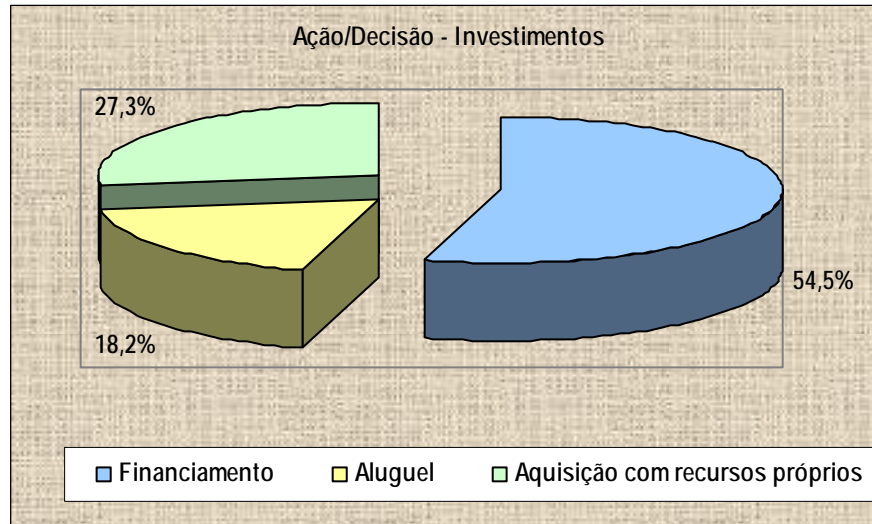 Ação/Decisão - Investimentos
27,3%
54,5%
18,2%
Financiamento Aluguel Aquisição com recursos próprios